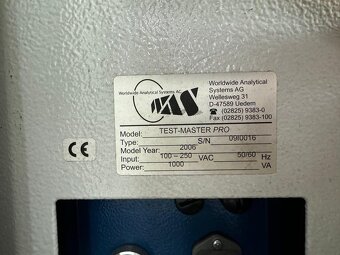 Worldwide Analytical Systems AG
WAS
Worldwide Analytical
Systems AG
Wellesweg 31
D-47589 Uedem
☎ (02825) 9383-0
Fax (02825) 9383-100
Model: TEST-MASTER PRO
Type: S/N 09I0016
Model Year: 2006
Input: 100-250 VAC 50/60 Hz
Power: 1000 VA
CE